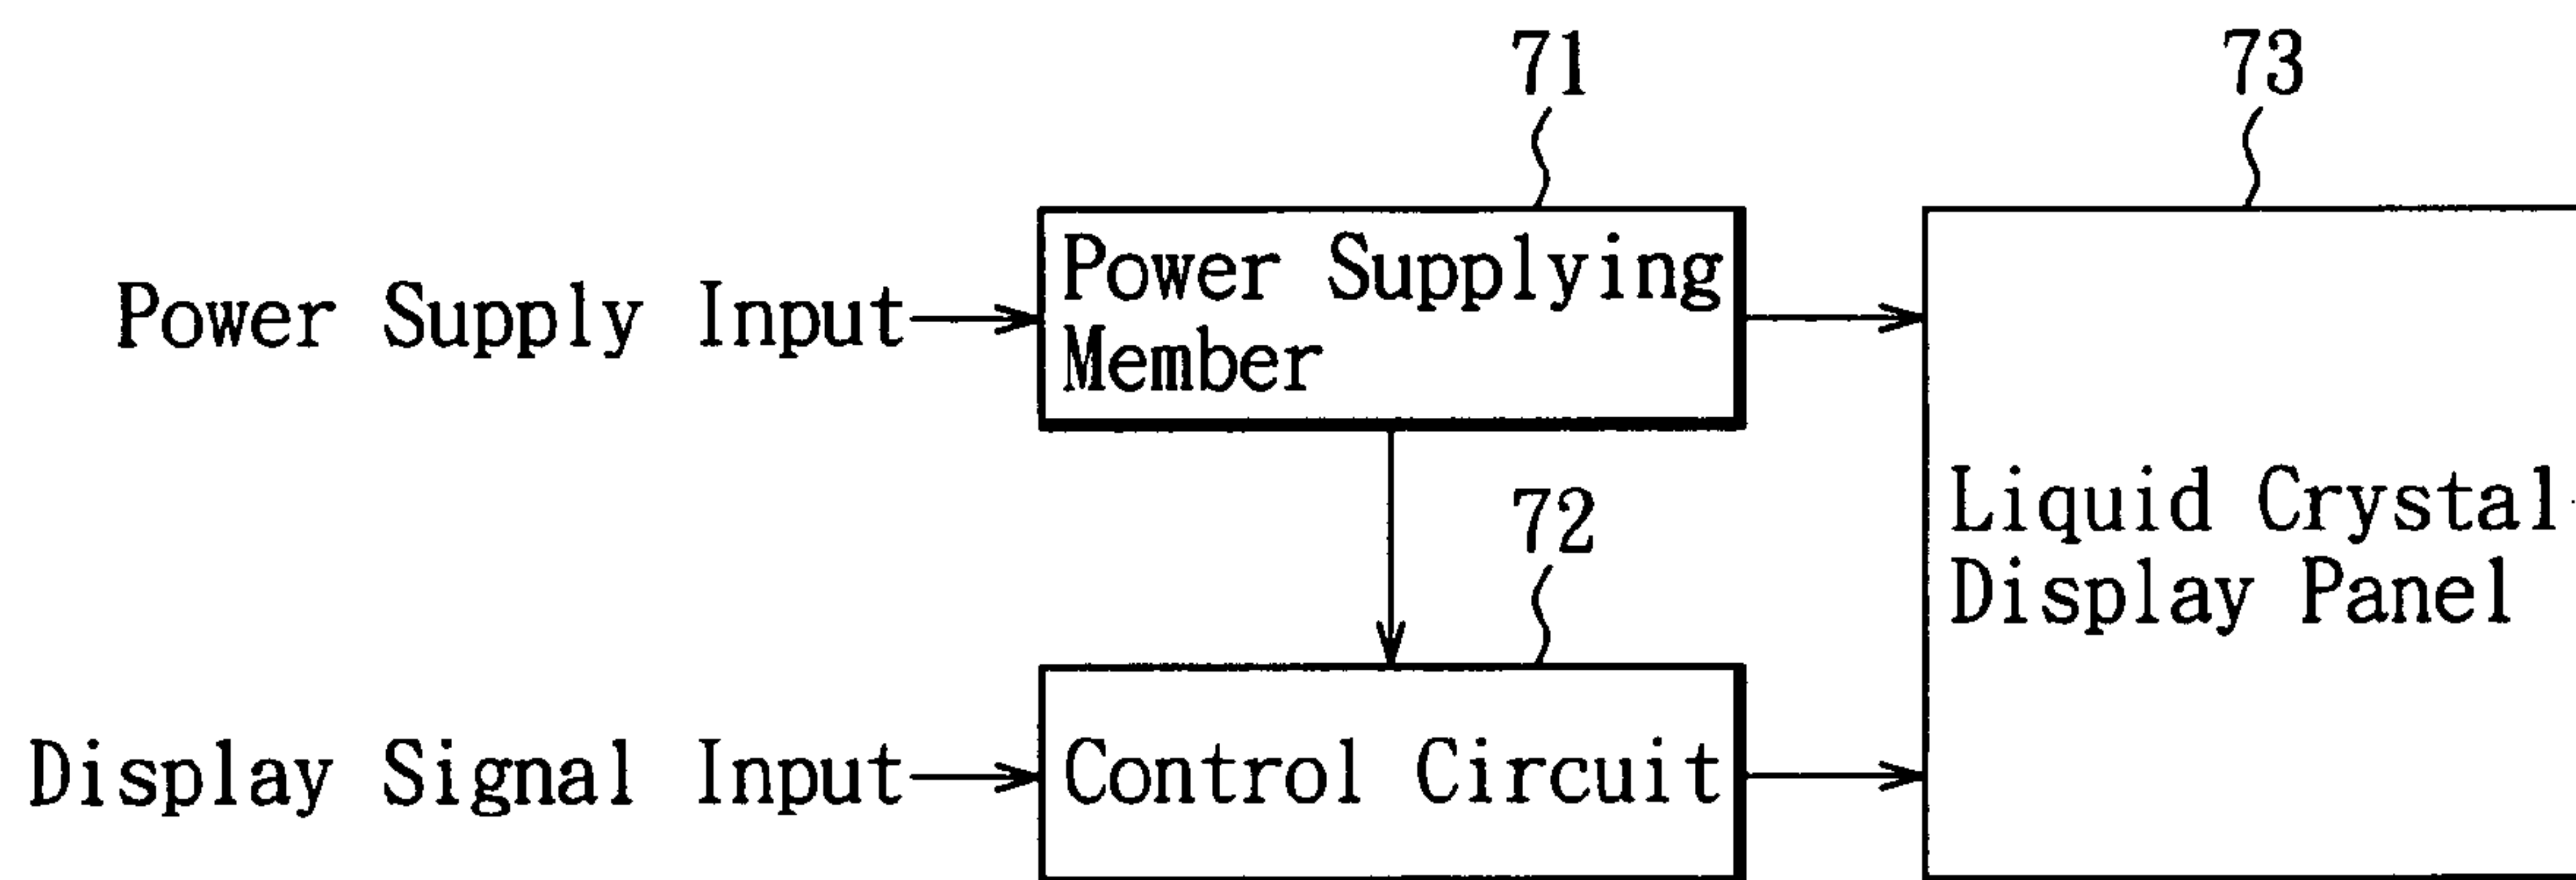 71
73
Power Supply Input
Power Supplying
Member
72
Liquid Crystal
Display Panel
Display Signal Input
Control Circuit